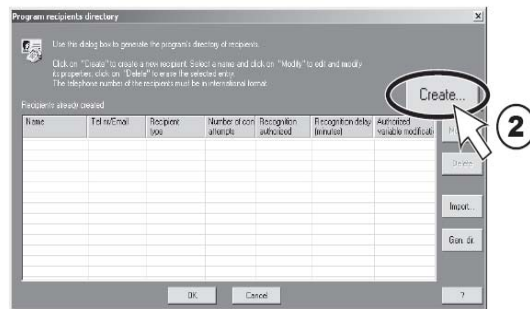 Program recipients directory
Use this dialog box to generate the program's directory of recipients.
Click on "Create" to create a new recipient. Select a name and click on "Modify" to edit and modify
its properties; click on "Delete" to erase the selected entry.
The telephone number of the recipients must be in international format
Recipients already created
Create...
2
Name
Tel nr/Email
Recipient
type
Number of con
attempts
Recognition
authorized
Recognition delay
(minutes)
Authorized
variable modificati
Delete
Import...
Gen. dir.
OK
Cancel
?